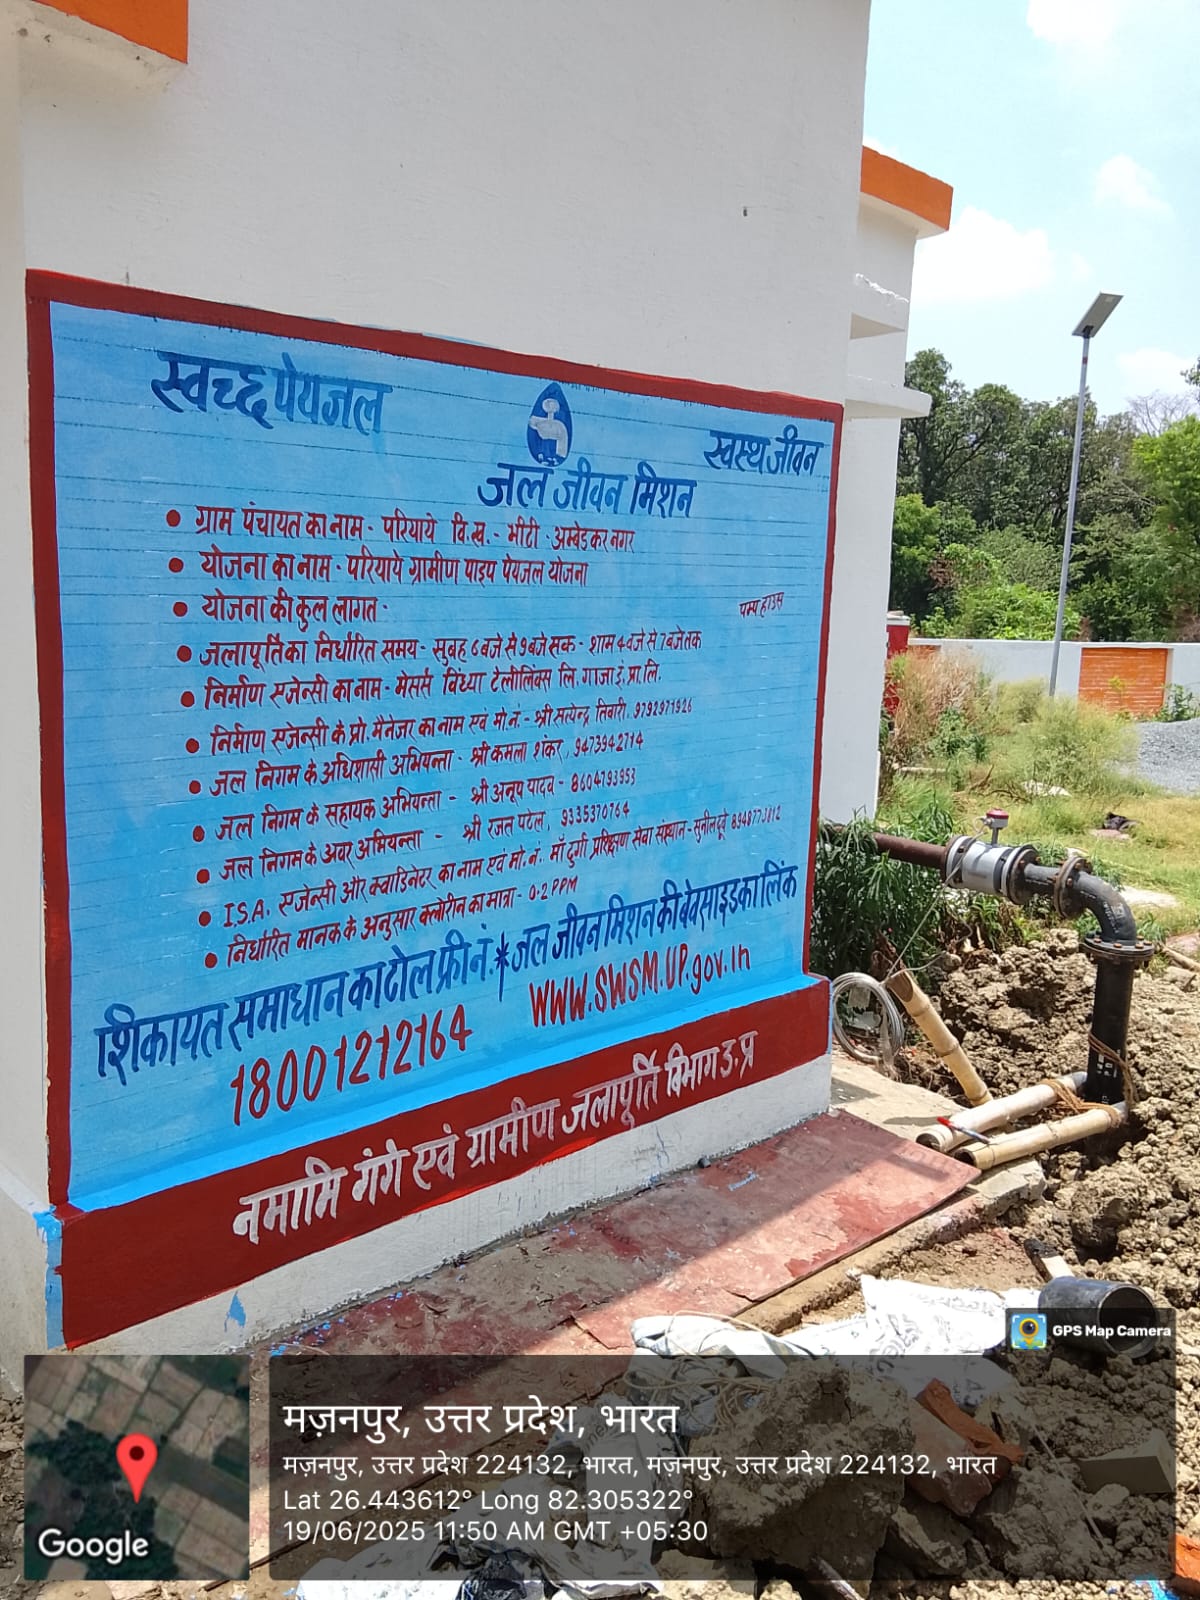 स्वच्छ पेयजल
स्वस्थ जीवन
जल जीवन मिशन
ग्राम पंचायत का नाम - परियाये वि.ख. - भीटी - अम्बेडकर नगर
योजना का नाम - परियाये ग्रामीण पाइप पेयजल योजना
योजना की कुल लागत -
पम्प हाउस
जलापूर्ति का निर्धारित समय - सुबह 6 बजे से 9 बजे सक - शाम 4 बजे से 7 बजे तक
निर्माण एजेन्सी का नाम - मेसर्स विंध्या टेलीलिंक्स लि. गाजा इं. प्रा. लि.
निर्माण एजेन्सी के प्रो. मैनेजर का नाम एवं मो. नं. - श्री सत्येन्द्र तिवारी. 9792971926
जल निगम के अधिशासी अभियन्ता - श्री कमला शंकर, 9473942714
जल निगम के सहायक अभियन्ता - श्री अनूप यादव - 8604793953
जल निगम के अवर अभियन्ता - श्री रजत पटेल, 9335370764
I.S.A. एजेन्सी और क्वाडिनेटर का नाम एवं मो. नं. माँ दुर्गा प्रशिक्षण सेवा संस्थान - सुनील दूबे
निर्धारित मानक के अनुसार क्लोरीन का मात्रा - 0.2 PPM
शिकायत समाधान का टोल फ्री नं. * जल जीवन मिशन की वेबसाइड का लिंक
18001212164 WWW.SWSM.UP.gov.in
नमामि गंगे एवं ग्रामीण जलापूर्ति विभाग उ.प्र
GPS Map Camera
मज़नपुर, उत्तर प्रदेश, भारत
मज़नपुर, उत्तर प्रदेश 224132, भारत, मज़नपुर, उत्तर प्रदेश 224132, भारत
Lat 26.443612° Long 82.305322°
19/06/2025 11:50 AM GMT +05:30
Google